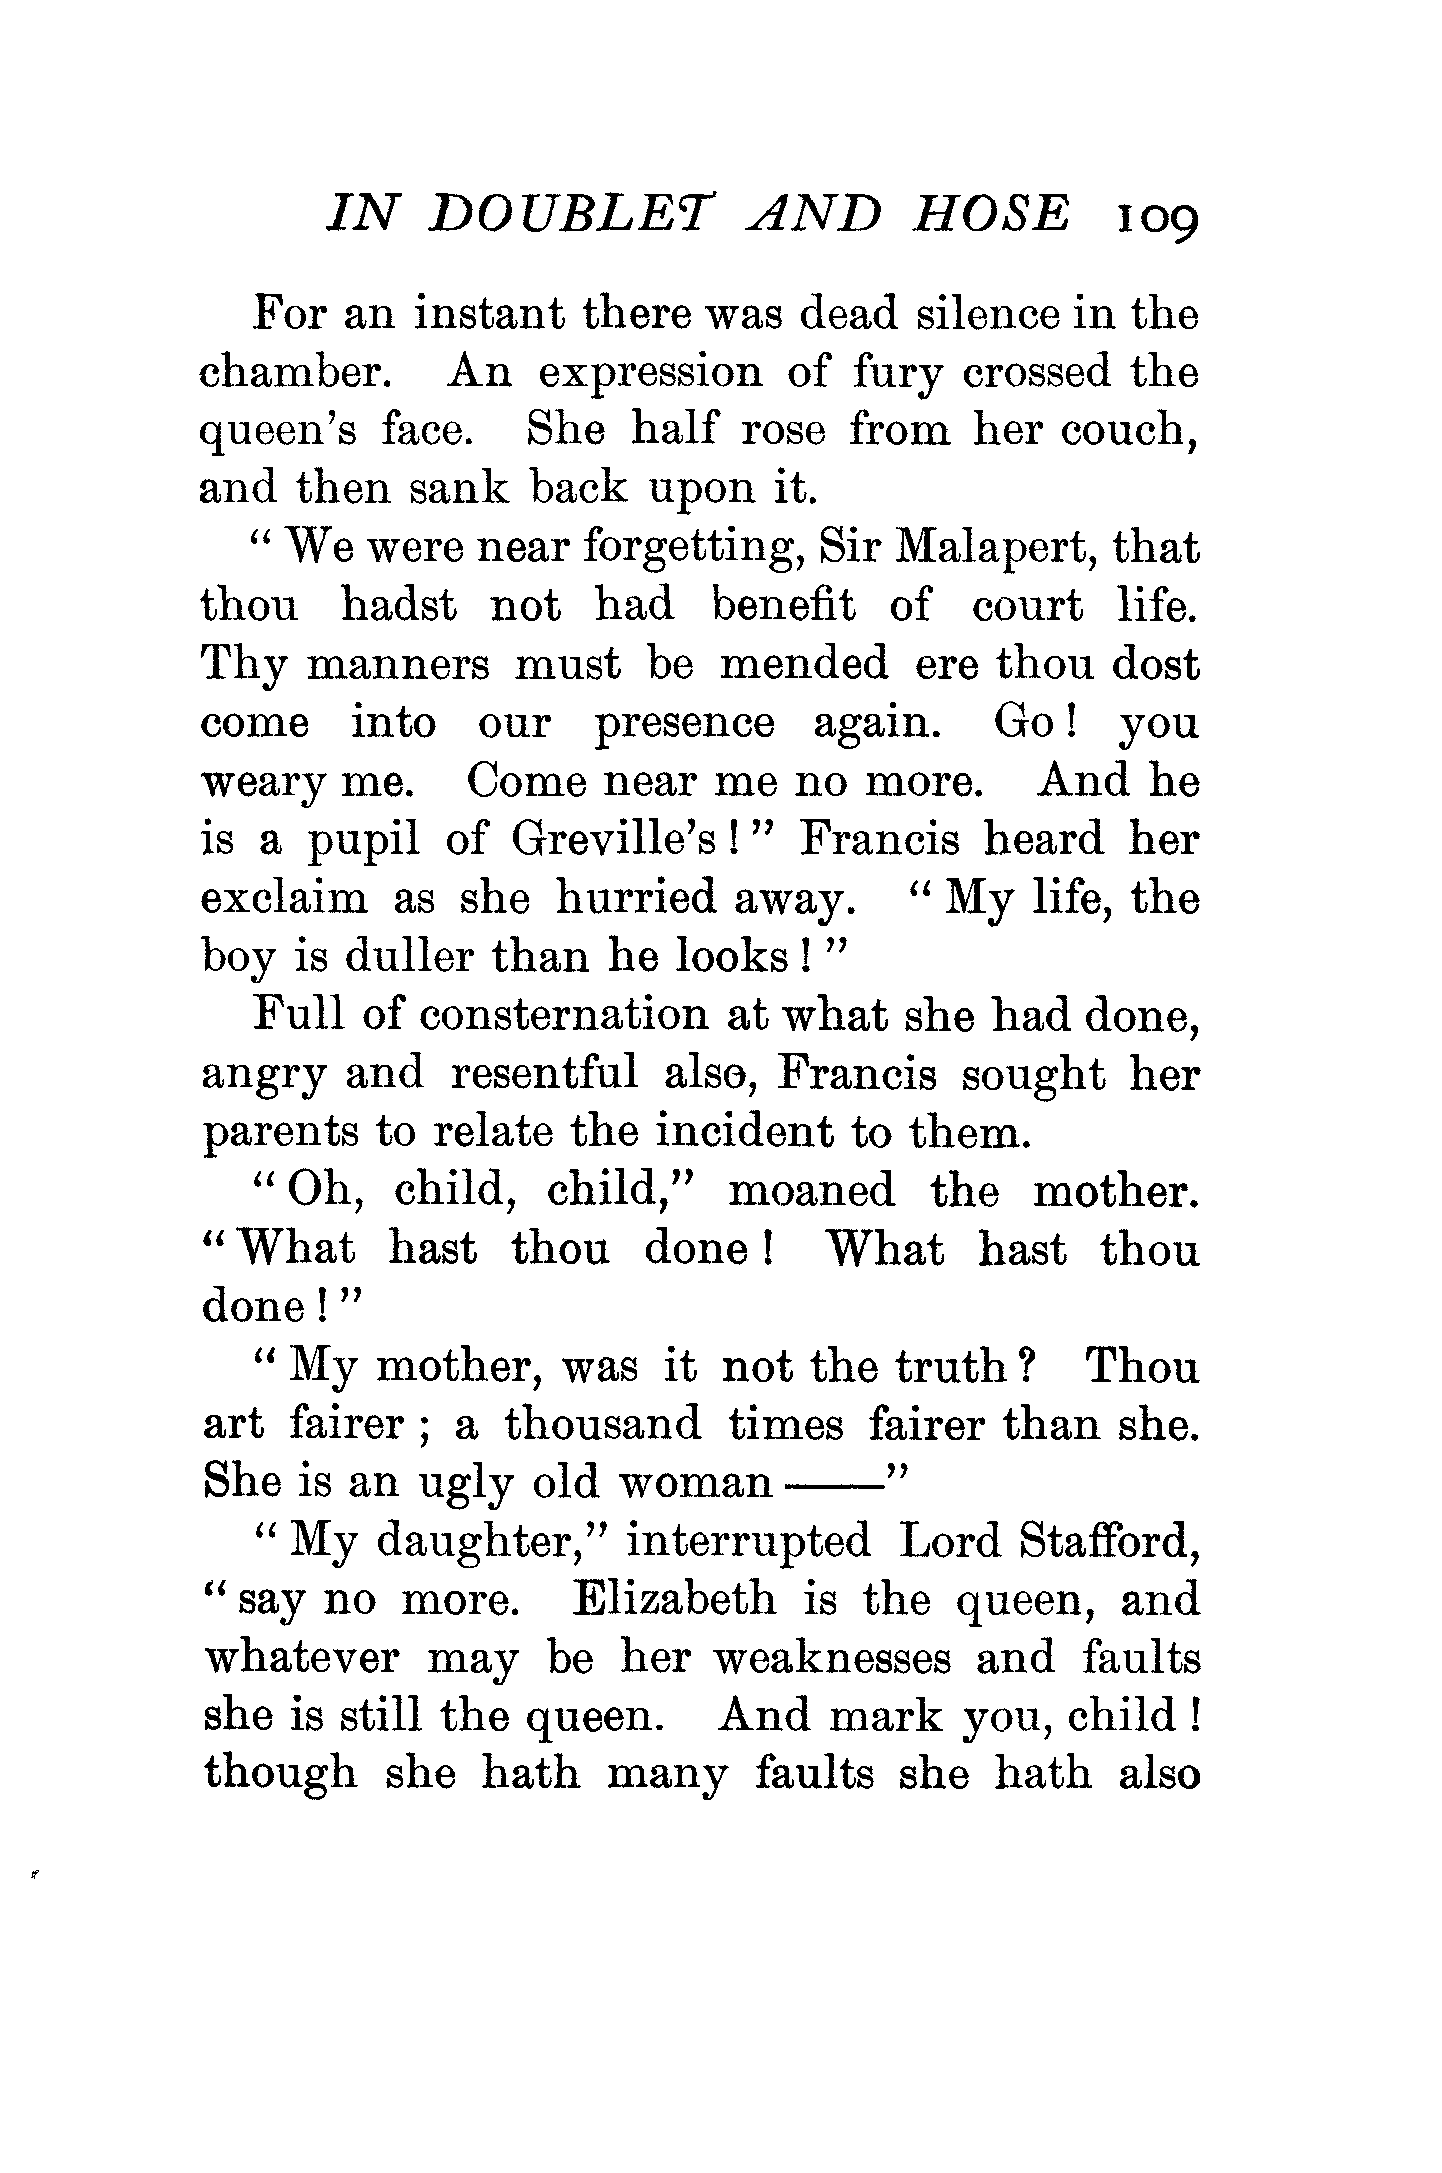 IN DOUBLET AND HOSE 109
For an instant there was dead silence in the
chamber. An expression of fury crossed the
queen's face. She half rose from her couch,
and then sank back upon it.
" We were near forgetting, Sir Malapert, that
thou hadst not had benefit of court life.
Thy manners must be mended ere thou dost
come into our presence again. Go ! you
weary me. Come near me no more. And he
is a pupil of Greville's ! " Francis heard her
exclaim as she hurried away. " My life, the
boy is duller than he looks ! "
Full of consternation at what she had done,
angry and resentful also, Francis sought her
parents to relate the incident to them.
" Oh, child, child," moaned the mother.
" What hast thou done ! What hast thou
done ! "
" My mother, was it not the truth ? Thou
art fairer ; a thousand times fairer than she.
She is an ugly old woman ——"
" My daughter," interrupted Lord Stafford,
" say no more. Elizabeth is the queen, and
whatever may be her weaknesses and faults
she is still the queen. And mark you, child !
though she hath many faults she hath also